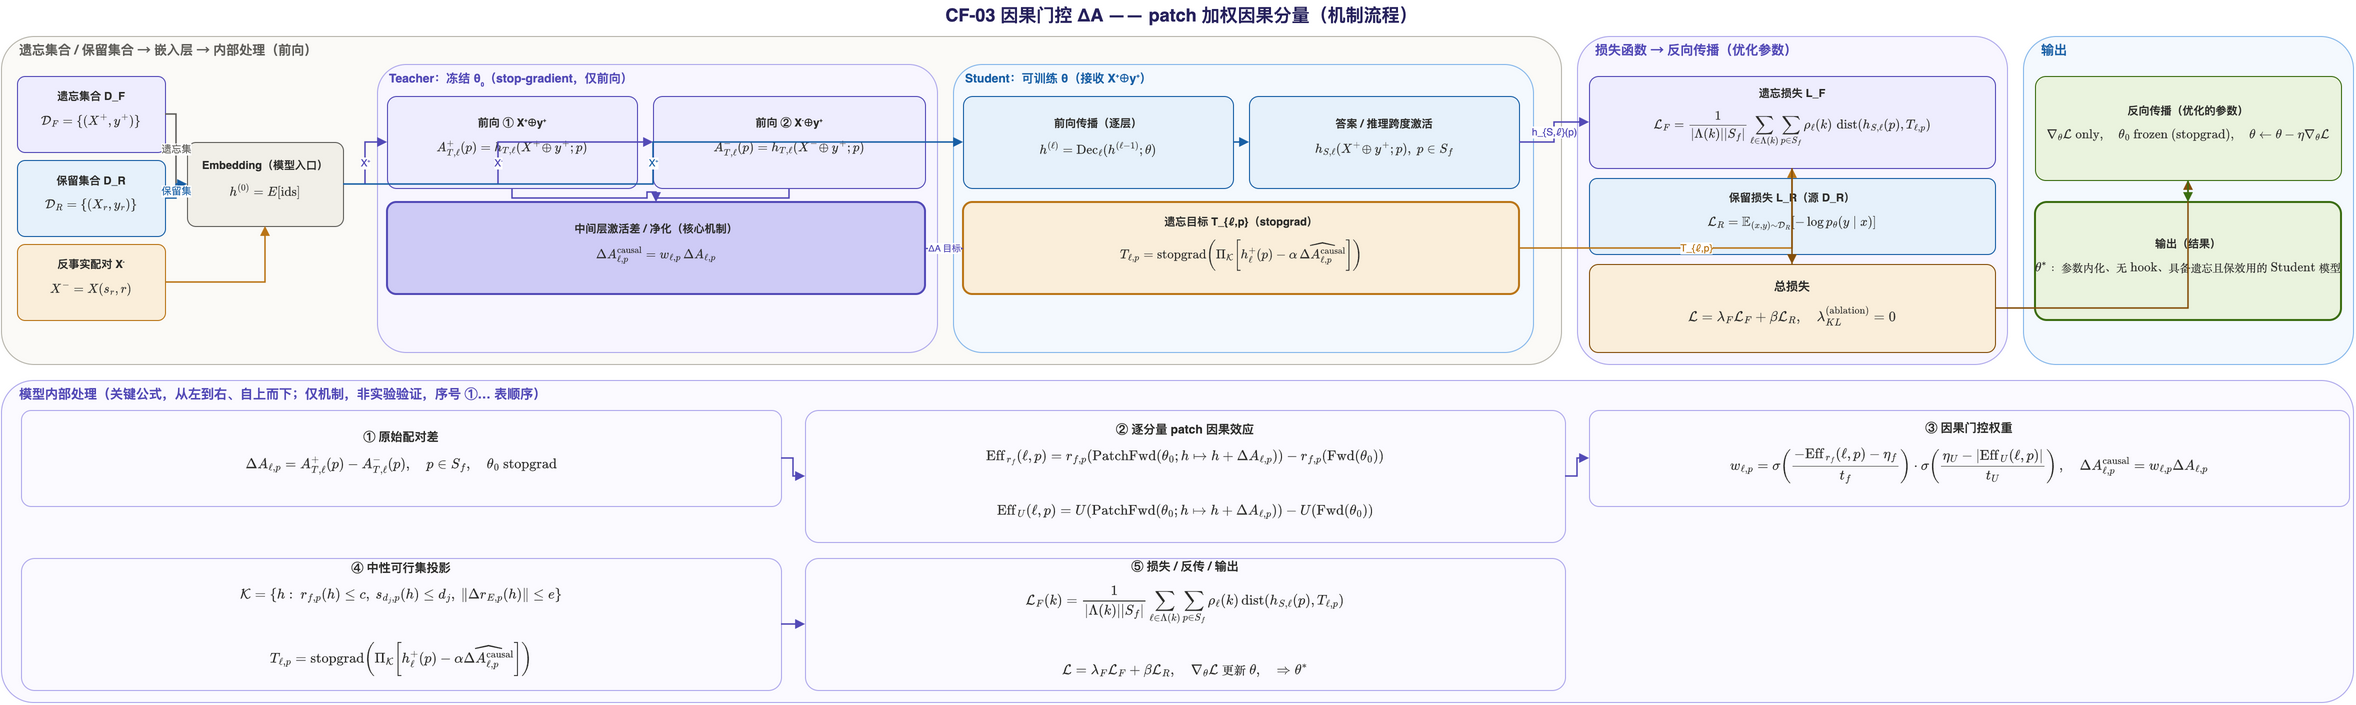 CF-03 因果门控 ΔA —— patch 加权因果分量（机制流程）
遗忘集合 / 保留集合 → 嵌入层 → 内部处理（前向）
遗忘集合 D_F
𝒟_F = {(X⁺, y⁺)}
保留集合 D_R
𝒟_R = {(X_r, y_r)}
反事实配对 X⁻
X⁻ = X(s_r, r)
遗忘集
保留集
Embedding（模型入口）
h⁽⁰⁾ = E[ids]
X⁺
X⁻
X⁺
Teacher：冻结 θ₀（stop-gradient，仅前向）
前向 ① X⁺⊕y⁺
A⁺_{T,ℓ}(p) = h_{T,ℓ}(X⁺ ⊕ y⁺; p)
前向 ② X⁻⊕y⁺
A⁻_{T,ℓ}(p) = h_{T,ℓ}(X⁻ ⊕ y⁺; p)
中间层激活差 / 净化（核心机制）
ΔA^{causal}_{ℓ,p} = w_{ℓ,p} ΔA_{ℓ,p}
ΔA 目标
Student：可训练 θ（接收 X⁺⊕y⁺）
前向传播（逐层）
h^{(ℓ)} = Dec_ℓ(h^{(ℓ−1)}; θ)
答案 / 推理跨度激活
h_{S,ℓ}(X⁺ ⊕ y⁺; p), p ∈ S_f
遗忘目标 T_{ℓ,p}（stopgrad）
T_{ℓ,p} = stopgrad(Π_𝒦[h⁺_ℓ(p) − α \widehat{ΔA^{causal}_{ℓ,p}}])
h_{S,ℓ}(p)
T_{ℓ,p}
损失函数 → 反向传播（优化参数）
遗忘损失 L_F
ℒ_F = \frac{1}{|Λ(k)||S_f|} ∑_{ℓ∈Λ(k)} ∑_{p∈S_f} ρ_ℓ(k) dist(h_{S,ℓ}(p), T_{ℓ,p})
保留损失 L_R（源 D_R）
ℒ_R = 𝔼_{(x,y)∼𝒟_R}[− log p_θ(y | x)]
总损失
ℒ = λ_F ℒ_F + βℒ_R, λ_{KL}^{(ablation)} = 0
输出
反向传播（优化的参数）
∇_θℒ only, θ₀ frozen (stopgrad), θ ← θ − η∇_θℒ
输出（结果）
θ*：参数内化、无 hook、具备遗忘且保效用的 Student 模型
模型内部处理（关键公式，从左到右、自上而下；仅机制，非实验验证，序号 ①… 表顺序）
① 原始配对差
ΔA_{ℓ,p} = A⁺_{T,ℓ}(p) − A⁻_{T,ℓ}(p), p ∈ S_f, θ₀ stopgrad
② 逐分量 patch 因果效应
Eff_{r_f}(ℓ, p) = r_{f,p}(PatchFwd(θ₀; h ↦ h + ΔA_{ℓ,p})) − r_{f,p}(Fwd(θ₀))
Eff_U(ℓ, p) = U(PatchFwd(θ₀; h ↦ h + ΔA_{ℓ,p})) − U(Fwd(θ₀))
③ 因果门控权重
w_{ℓ,p} = σ(\frac{−Eff_{r_f}(ℓ, p) − η_f}{t_f}) · σ(\frac{η_U − |Eff_U(ℓ, p)|}{t_U}), ΔA^{causal}_{ℓ,p} = w_{ℓ,p}ΔA_{ℓ,p}
④ 中性可行集投影
𝒦 = {h : r_{f,p}(h) ≤ c, s_{d_j,p}(h) ≤ d_j, ‖Δr_{E,p}(h)‖ ≤ e}
T_{ℓ,p} = stopgrad(Π_𝒦[h⁺_ℓ(p) − α\widehat{ΔA^{causal}_{ℓ,p}}])
⑤ 损失 / 反传 / 输出
ℒ_F(k) = \frac{1}{|Λ(k)||S_f|} ∑_{ℓ∈Λ(k)} ∑_{p∈S_f} ρ_ℓ(k) dist(h_{S,ℓ}(p), T_{ℓ,p})
ℒ = λ_F ℒ_F + βℒ_R, ∇_θℒ 更新 θ, ⇒ θ*